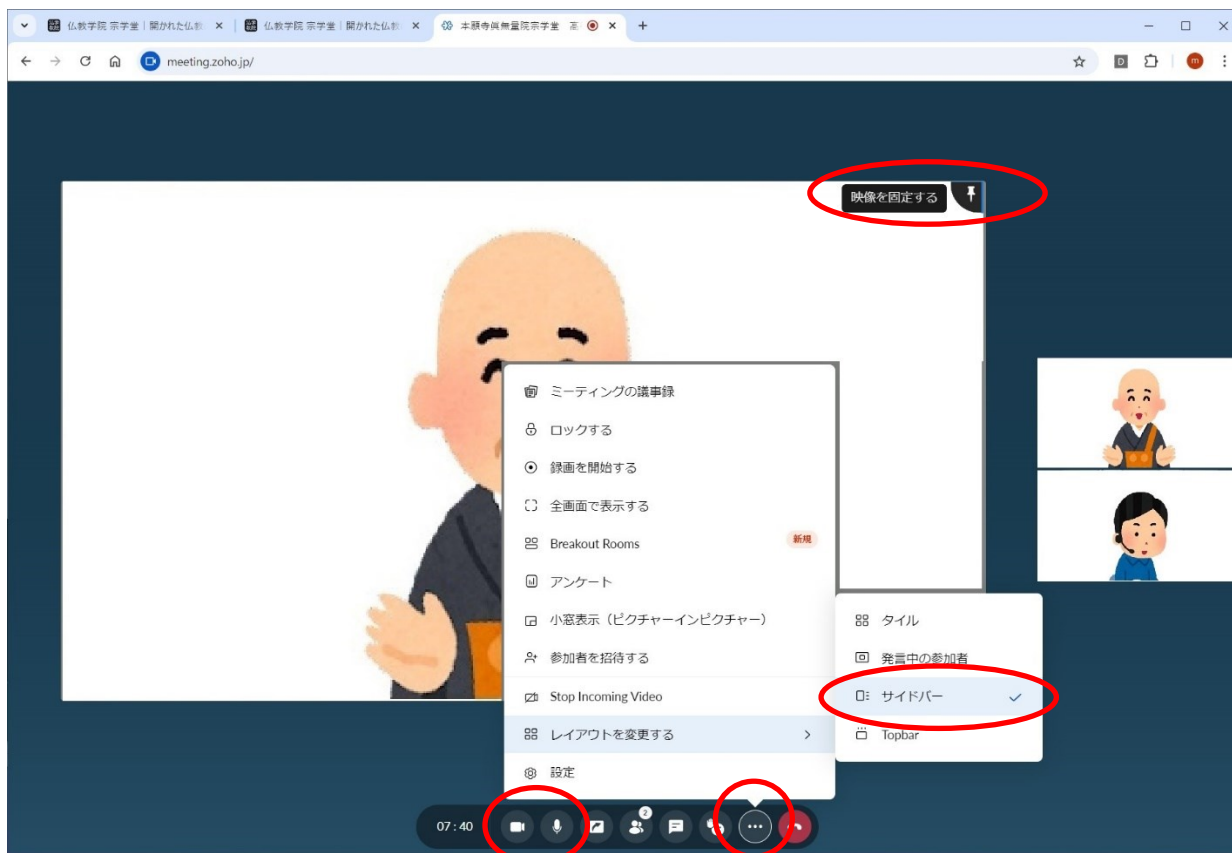 仏教学院 宗学堂｜開かれた仏教
仏教学院 宗学堂｜開かれた仏教
本願寺眞無量院宗学堂
meeting.zoho.jp/
D
m
映像を固定する
ミーティングの議事録
ロックする
録画を開始する
全画面で表示する
Breakout Rooms
新規
アンケート
小窓表示（ピクチャーインピクチャー）
参加者を招待する
Stop Incoming Video
レイアウトを変更する
設定
タイル
発言中の参加者
サイドバー
Topbar
07:40
2